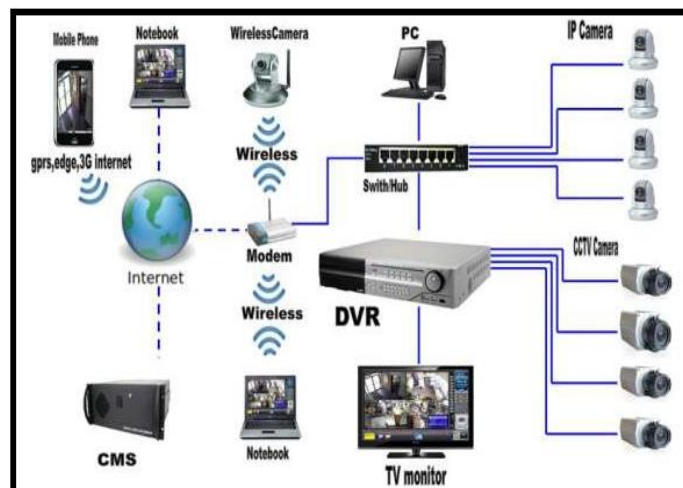 Mobile Phone
Notebook
WirelessCamera
PC
IP Camera
gprs,edge,3G internet
Wireless
Swith/Hub
Internet
Modem
CCTV Camera
Wireless
DVR
CMS
Notebook
TV monitor